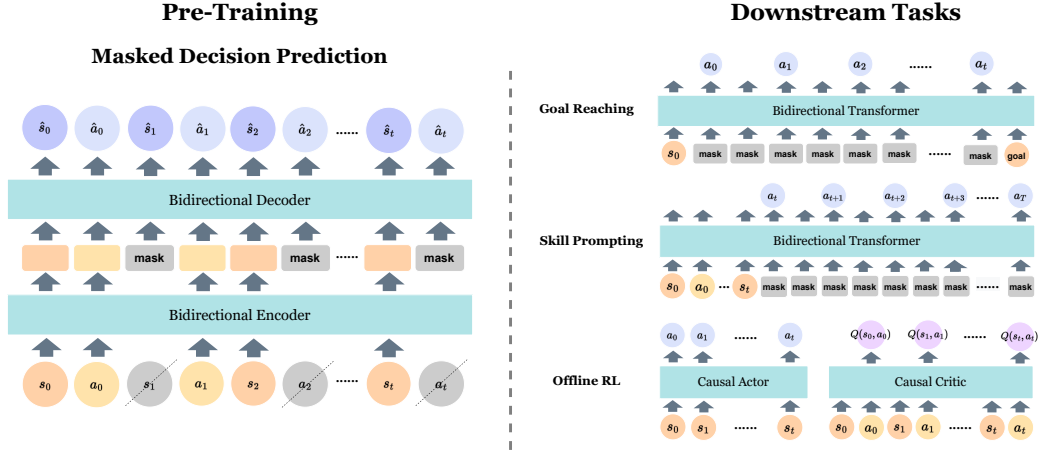 Pre-Training
Masked Decision Prediction
ŝ₀ â₀ ŝ₁ â₁ ŝ₂ â₂ ...... ŝₜ âₜ
Bidirectional Decoder
mask mask ...... mask
Bidirectional Encoder
s₀ a₀ s₁ a₁ s₂ a₂ ...... sₜ aₜ
Downstream Tasks
Goal Reaching
a₀ a₁ a₂ ...... aₜ
Bidirectional Transformer
s₀ mask mask mask mask mask mask ...... mask goal
Skill Prompting
aₜ aₜ₊₁ aₜ₊₂ aₜ₊₃ ...... a_T
Bidirectional Transformer
s₀ a₀ ... sₜ mask mask mask mask mask mask mask ...... mask
Offline RL
a₀ a₁ ...... aₜ
Causal Actor
s₀ s₁ ...... sₜ
Q(s₀, a₀) Q(s₁, a₁) ...... Q(sₜ, aₜ)
Causal Critic
s₀ a₀ s₁ a₁ ...... sₜ aₜ